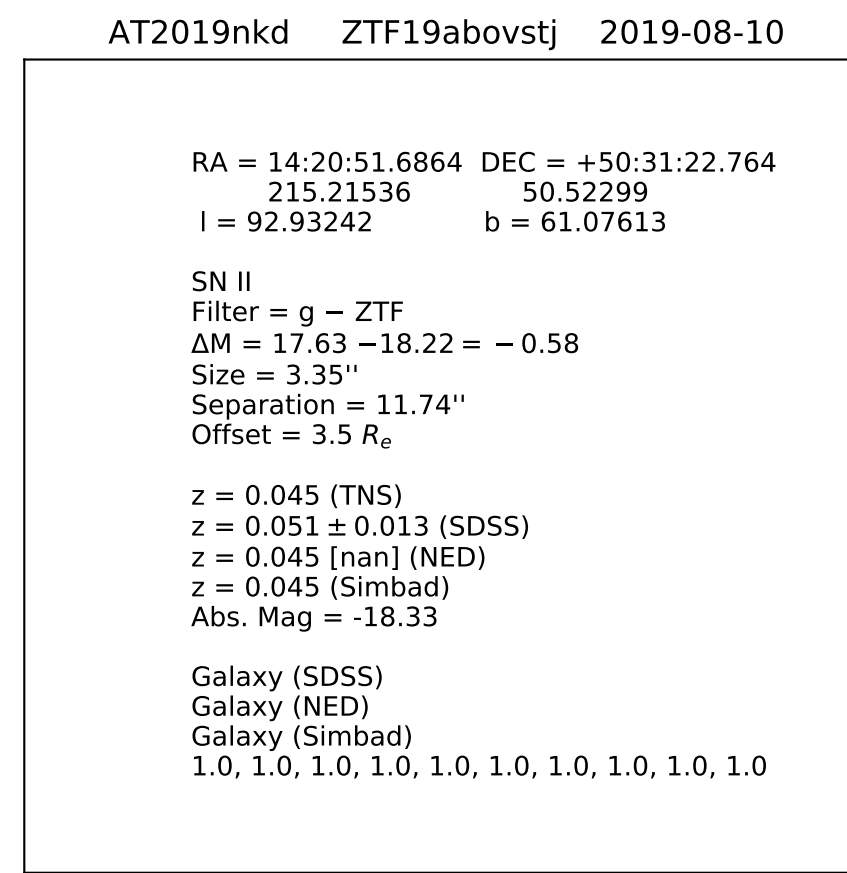 AT2019nkd ZTF19abovstj 2019-08-10
RA = 14:20:51.6864 DEC = +50:31:22.764
215.21536 50.52299
l = 92.93242 b = 61.07613
SN II
Filter = g − ZTF
ΔM = 17.63 −18.22 = − 0.58
Size = 3.35''
Separation = 11.74''
Offset = 3.5 Re
z = 0.045 (TNS)
z = 0.051 ± 0.013 (SDSS)
z = 0.045 [nan] (NED)
z = 0.045 (Simbad)
Abs. Mag = -18.33
Galaxy (SDSS)
Galaxy (NED)
Galaxy (Simbad)
1.0, 1.0, 1.0, 1.0, 1.0, 1.0, 1.0, 1.0, 1.0, 1.0